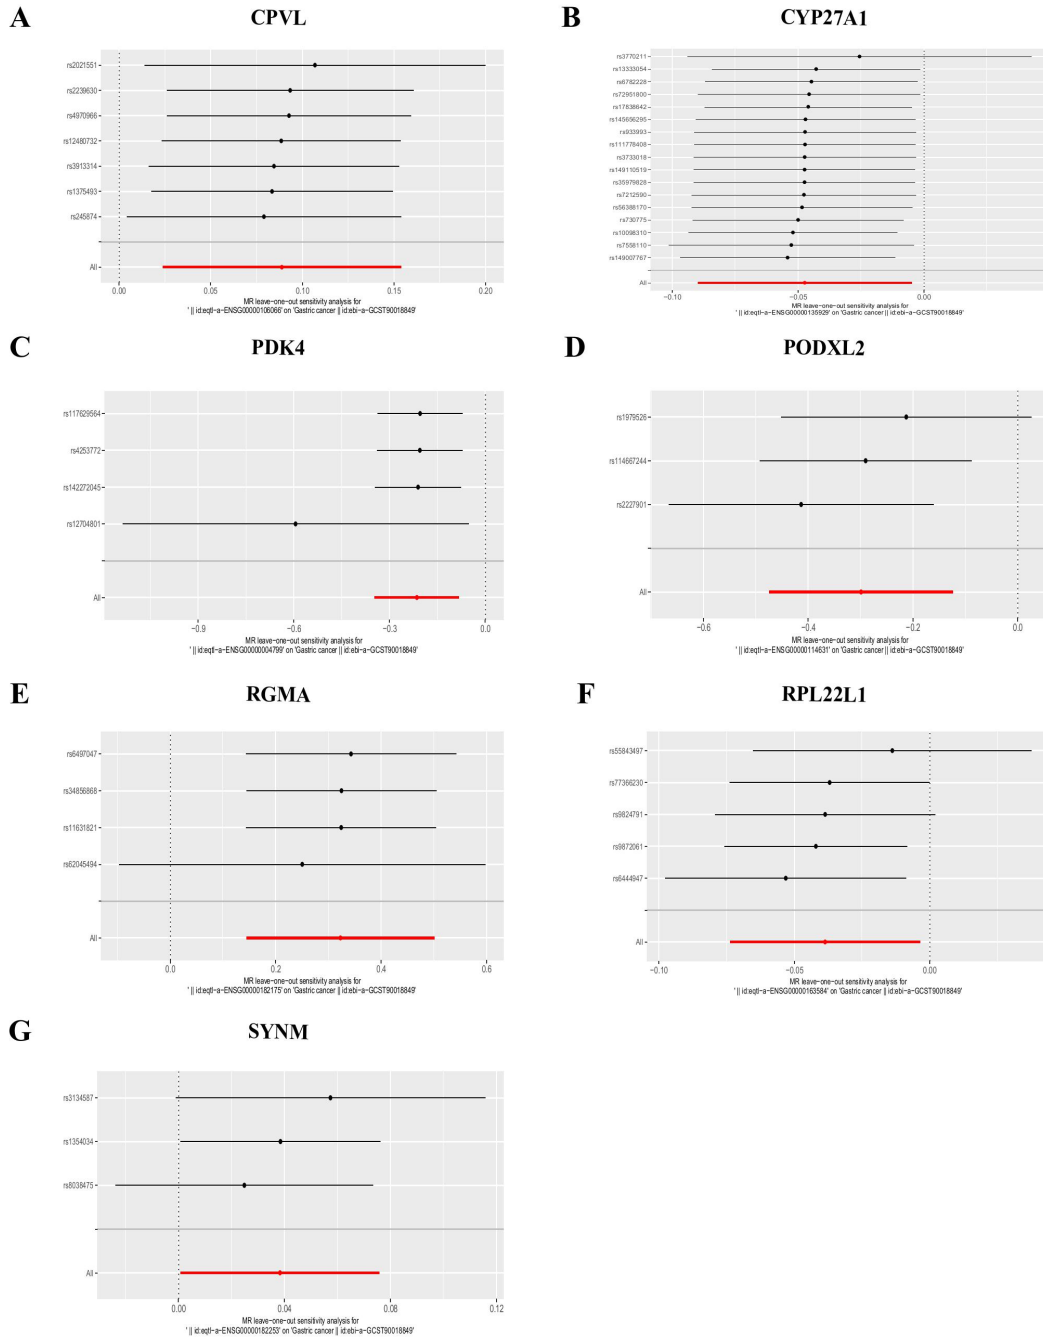 A
CPVL
rs2021551
rs2239630
rs4970966
rs12480732
rs3913314
rs1375493
rs245874
All
0.00 0.05 0.10 0.15 0.20
MR leave-one-out sensitivity analysis for
' || id:eqtl-a-ENSG00000106066' on 'Gastric cancer || id:ebi-a-GCST90018849'
B
CYP27A1
rs3770211
rs13333054
rs6782228
rs72951800
rs17838642
rs145656295
rs933993
rs111778408
rs3733018
rs149110519
rs35979828
rs7212590
rs56388170
rs730775
rs10098310
rs7558110
rs149007767
All
−0.10 −0.05 0.00
MR leave-one-out sensitivity analysis for
' || id:eqtl-a-ENSG00000135929' on 'Gastric cancer || id:ebi-a-GCST90018849'
C
PDK4
rs117629564
rs4253772
rs142272045
rs12704801
All
−0.9 −0.6 −0.3 0.0
MR leave-one-out sensitivity analysis for
' || id:eqtl-a-ENSG00000004799' on 'Gastric cancer || id:ebi-a-GCST90018849'
D
PODXL2
rs1979526
rs114667244
rs2227901
All
−0.6 −0.4 −0.2 0.0
MR leave-one-out sensitivity analysis for
' || id:eqtl-a-ENSG00000114631' on 'Gastric cancer || id:ebi-a-GCST90018849'
E
RGMA
rs6497047
rs34856868
rs11631821
rs62045494
All
0.0 0.2 0.4 0.6
MR leave-one-out sensitivity analysis for
' || id:eqtl-a-ENSG00000182175' on 'Gastric cancer || id:ebi-a-GCST90018849'
F
RPL22L1
rs55843497
rs77366230
rs9824791
rs9872061
rs6444947
All
−0.10 −0.05 0.00
MR leave-one-out sensitivity analysis for
' || id:eqtl-a-ENSG00000163584' on 'Gastric cancer || id:ebi-a-GCST90018849'
G
SYNM
rs3134587
rs1354034
rs8038475
All
0.00 0.04 0.08 0.12
MR leave-one-out sensitivity analysis for
' || id:eqtl-a-ENSG00000182253' on 'Gastric cancer || id:ebi-a-GCST90018849'